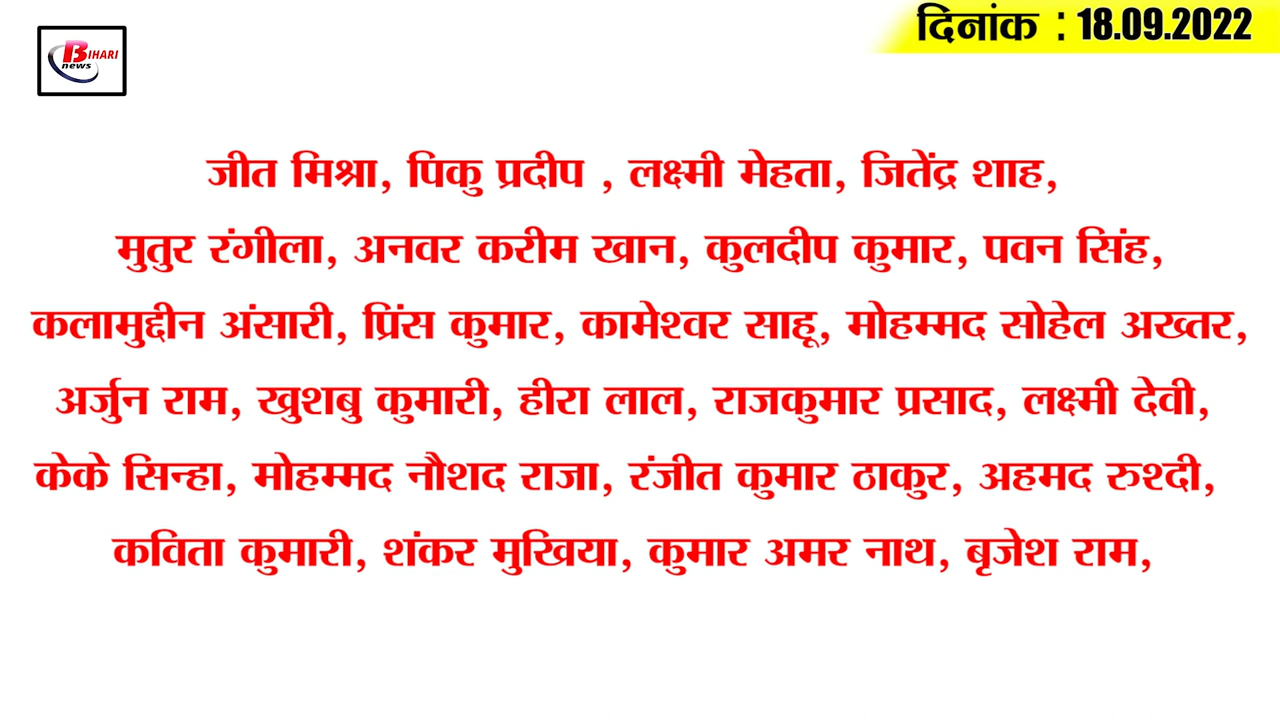 BIHARI
news
दिनांक : 18.09.2022
जीत मिश्रा, पिकु प्रदीप , लक्ष्मी मेहता, जितेंद्र शाह,
मुतुर रंगीला, अनवर करीम खान, कुलदीप कुमार, पवन सिंह,
कलामुद्दीन अंसारी, प्रिंस कुमार, कामेश्वर साहू, मोहम्मद सोहेल अख्तर,
अर्जुन राम, खुशबु कुमारी, हीरा लाल, राजकुमार प्रसाद, लक्ष्मी देवी,
केके सिन्हा, मोहम्मद नौशद राजा, रंजीत कुमार ठाकुर, अहमद रुश्दी,
कविता कुमारी, शंकर मुखिया, कुमार अमर नाथ, बृजेश राम,